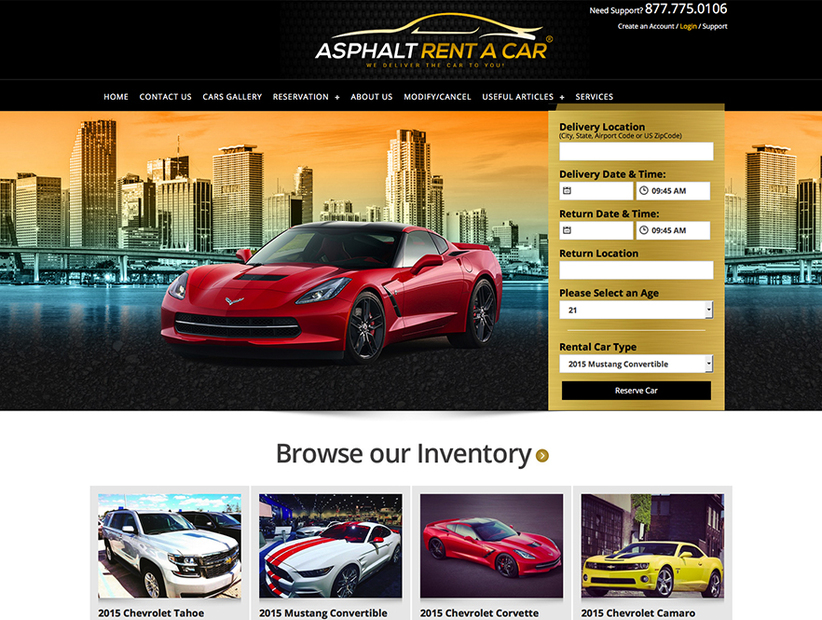 Need Support? 877.775.0106
Create an Account / Login / Support
ASPHALT RENT A CAR®
WE DELIVER THE CAR TO YOU!
HOME CONTACT US CARS GALLERY RESERVATION + ABOUT US MODIFY/CANCEL USEFUL ARTICLES + SERVICES
Delivery Location
(City, State, Airport Code or US ZipCode)
Delivery Date & Time:
09:45 AM
Return Date & Time:
09:45 AM
Return Location
Please Select an Age
21
Rental Car Type
2015 Mustang Convertible
Reserve Car
Browse our Inventory
2015 Chevrolet Tahoe 2015 Mustang Convertible 2015 Chevrolet Corvette 2015 Chevrolet Camaro